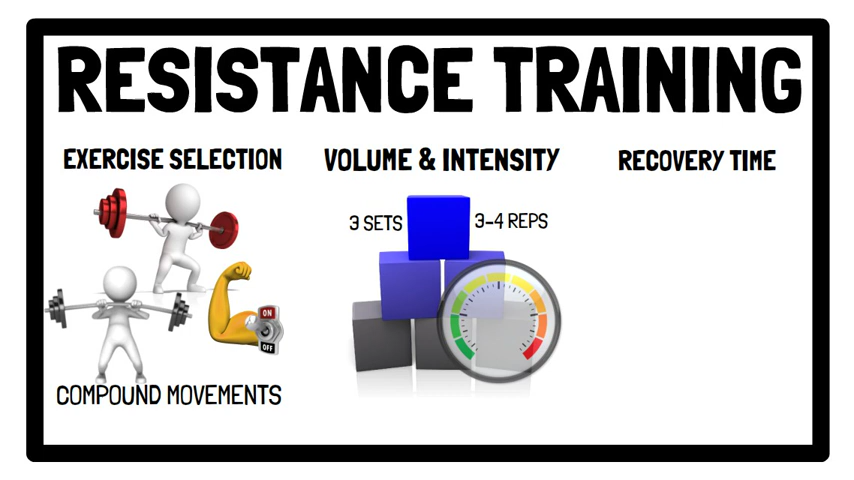 RESISTANCE TRAINING
EXERCISE SELECTION
VOLUME & INTENSITY
RECOVERY TIME
3 SETS
3-4 REPS
ON
OFF
COMPOUND MOVEMENTS